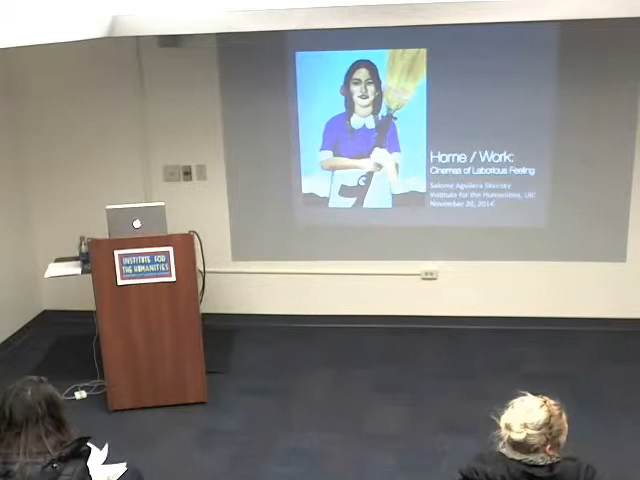 Home / Work:
Cinemas of Laborious Feeling
Salomé Aguilera Skvirsky
Institute for the Humanities, UIC
November 20, 2014
INSTITUTE FOR
THE HUMANITIES